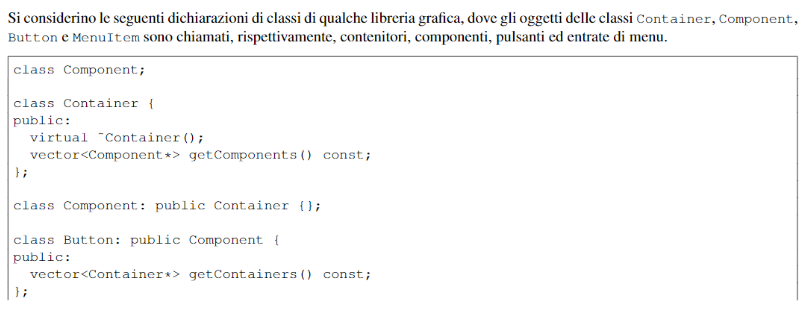 Si considerino le seguenti dichiarazioni di classi di qualche libreria grafica, dove gli oggetti delle classi Container, Component,
Button e MenuItem sono chiamati, rispettivamente, contenitori, componenti, pulsanti ed entrate di menu.
class Component;
class Container {
public:
  virtual ~Container();
  vector<Component*> getComponents() const;
};
class Component: public Container {};
class Button: public Component {
public:
  vector<Container*> getContainers() const;
};